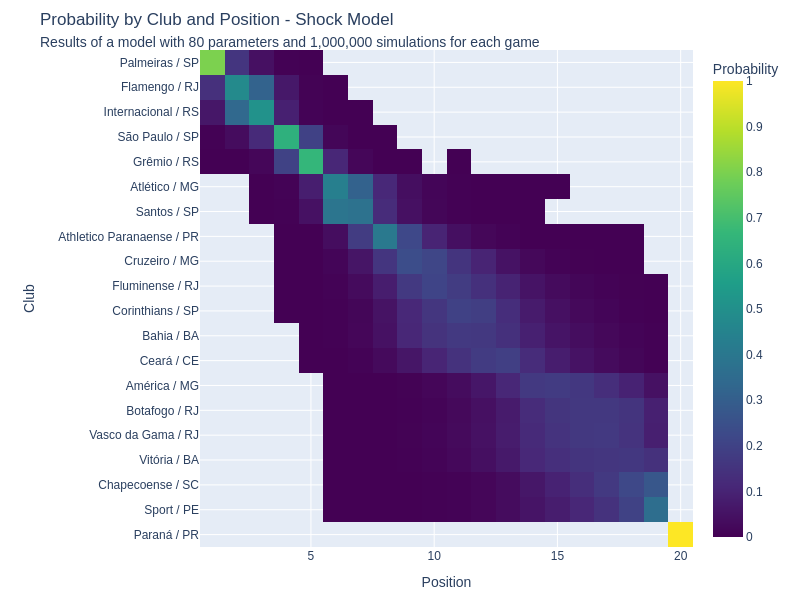 Probability by Club and Position - Shock Model
Results of a model with 80 parameters and 1,000,000 simulations for each game
Probability
Palmeiras / SP
Flamengo / RJ
Internacional / RS
São Paulo / SP
Grêmio / RS
Atlético / MG
Santos / SP
Athletico Paranaense / PR
Cruzeiro / MG
Fluminense / RJ
Corinthians / SP
Bahia / BA
Ceará / CE
América / MG
Botafogo / RJ
Vasco da Gama / RJ
Vitória / BA
Chapecoense / SC
Sport / PE
Paraná / PR
Club
5
10
15
20
Position
1
0.9
0.8
0.7
0.6
0.5
0.4
0.3
0.2
0.1
0